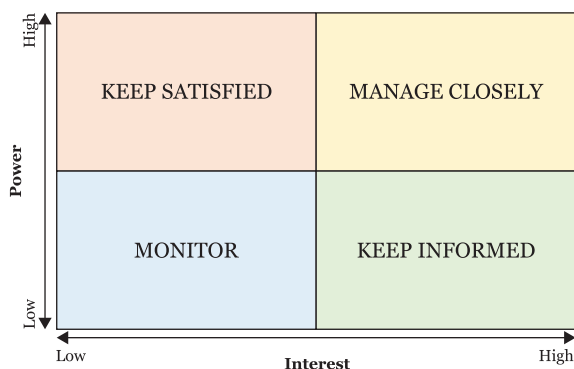 High
KEEP SATISFIED
MANAGE CLOSELY
Power
MONITOR
KEEP INFORMED
Low
Low
High
Interest